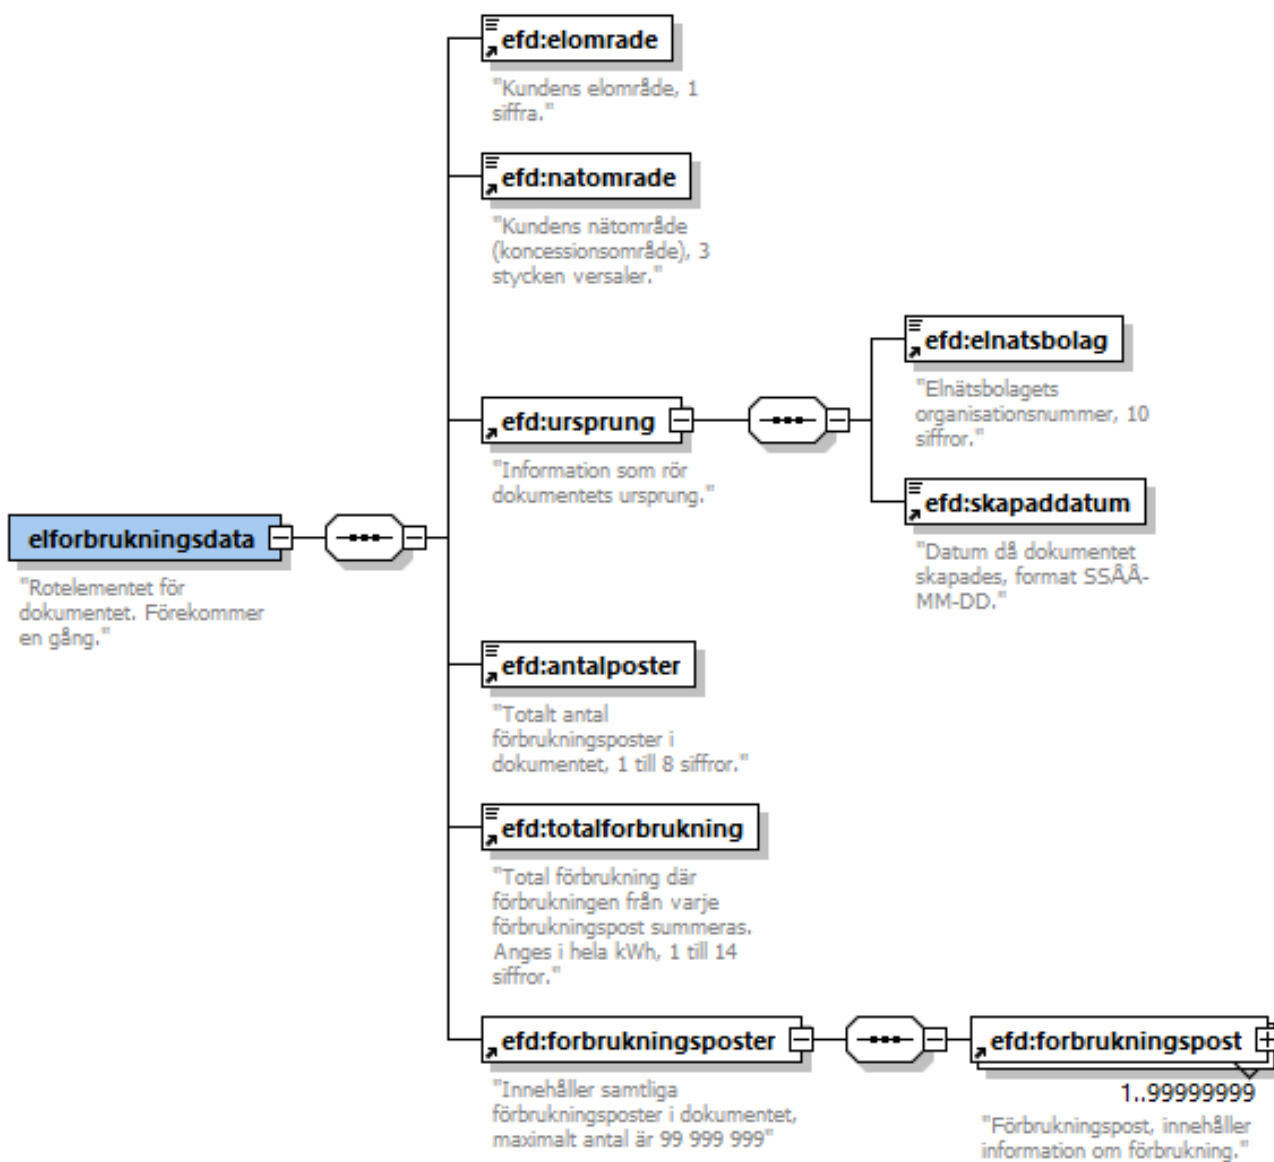 efd:elomrade
"Kundens elområde, 1
siffra."
efd:natomrade
"Kundens nätområde
(koncessionsområde), 3
stycken versaler."
efd:elnatsbolag
"Elnätsbolagets
organisationsnummer, 10
siffror."
efd:ursprung
"Information som rör
dokumentets ursprung."
efd:skapaddatum
"Datum då dokumentet
skapades, format SSÅÅ-
MM-DD."
elforbrukningsdata
"Rotelementet för
dokumentet. Förekommer
en gång."
efd:antalposter
"Totalt antal
förbrukningsposter i
dokumentet, 1 till 8 siffror."
efd:totalforbrukning
"Total förbrukning där
förbrukningen från varje
förbrukningspost summeras.
Anges i hela kWh, 1 till 14
siffror."
efd:forbrukningsposter
"Innehåller samtliga
förbrukningsposter i dokumentet,
maximalt antal är 99 999 999"
efd:forbrukningspost
1..99999999
"Förbrukningspost, innehåller
information om förbrukning."